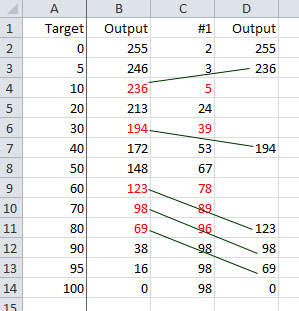 A B C D
1 Target Output #1 Output
2 0 255 2 255
3 5 246 3 236
4 10 236 5
5 20 213 24
6 30 194 39
7 40 172 53 194
8 50 148 67
9 60 123 78
10 70 98 89
11 80 69 96 123
12 90 38 98 98
13 95 16 98 69
14 100 0 98 0
15